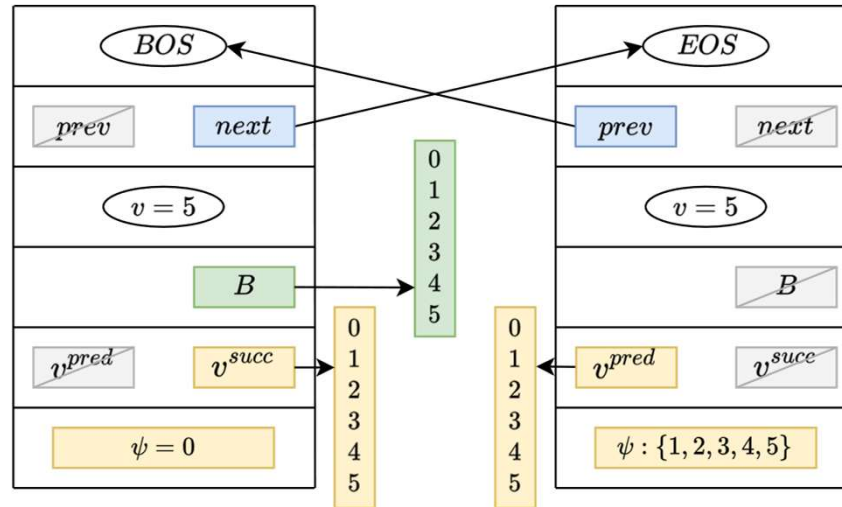 BOS
EOS
prev next
prev next
v = 5
v = 5
B
B
v^{pred} v^{succ}
v^{pred} v^{succ}
ψ = 0
ψ : {1, 2, 3, 4, 5}
0
1
2
3
4
5
0
1
2
3
4
5
0
1
2
3
4
5